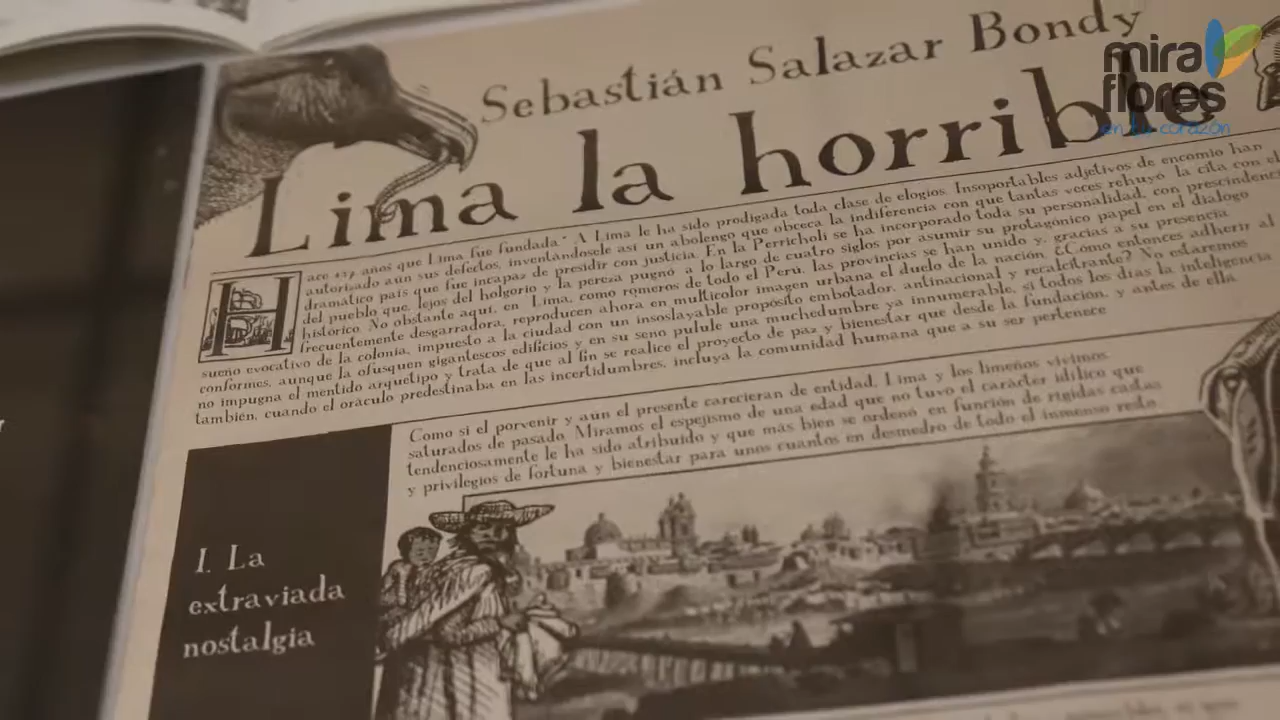 Sebastián Salazar Bondy
mira
flores
en tu corazón
Lima la horrible
Hace 437 años que Lima fue fundada.* A Lima le ha sido prodigada toda clase de elogios. Insoportables adjetivos de encomio han
autorizado aún sus defectos, inventándosele así un abolengo que obceca la indiferencia con que tantas veces rehuyó la cita con el
dramático país que fue incapaz de presidir con justicia. En la Perricholi se ha incorporado toda su personalidad, con prescindencia
del pueblo que, lejos del holgorio y la pereza pugnó a lo largo de cuatro siglos por asumir su protagónico papel en el diálogo
histórico. No obstante aquí, en Lima, como romeros de todo el Perú, las provincias se han unido y, gracias a su presencia
frecuentemente desgarradora, reproducen ahora en multicolor imagen urbana el duelo de la nación. ¿Cómo entonces adherir al
sueño evocativo de la colonia, impuesto a la ciudad con un insoslayable propósito embotador, antinacional y recalcitrante? No estaremos
conformes, aunque la ofusquen gigantescos edificios y en su seno pulule una muchedumbre ya innumerable, si todos los días la inteligencia
no impugna el mentido arquetipo y trata de que al fin se realice el proyecto de paz y bienestar que desde la fundación, y antes de ella
también, cuando el oráculo predestinaba en las incertidumbres, incluya la comunidad humana que a su ser pertenece
Como si el porvenir y aún el presente carecieran de entidad, Lima y los limeños vivimos
saturados de pasado. Miramos el espejismo de una edad que no tuvo el carácter idílico que
tendenciosamente le ha sido atribuido y que más bien se ordenó en función de rígidas castas
y privilegios de fortuna y bienestar para unos cuantos en desmedro de todo el inmenso resto
I. La
extraviada
nostalgia